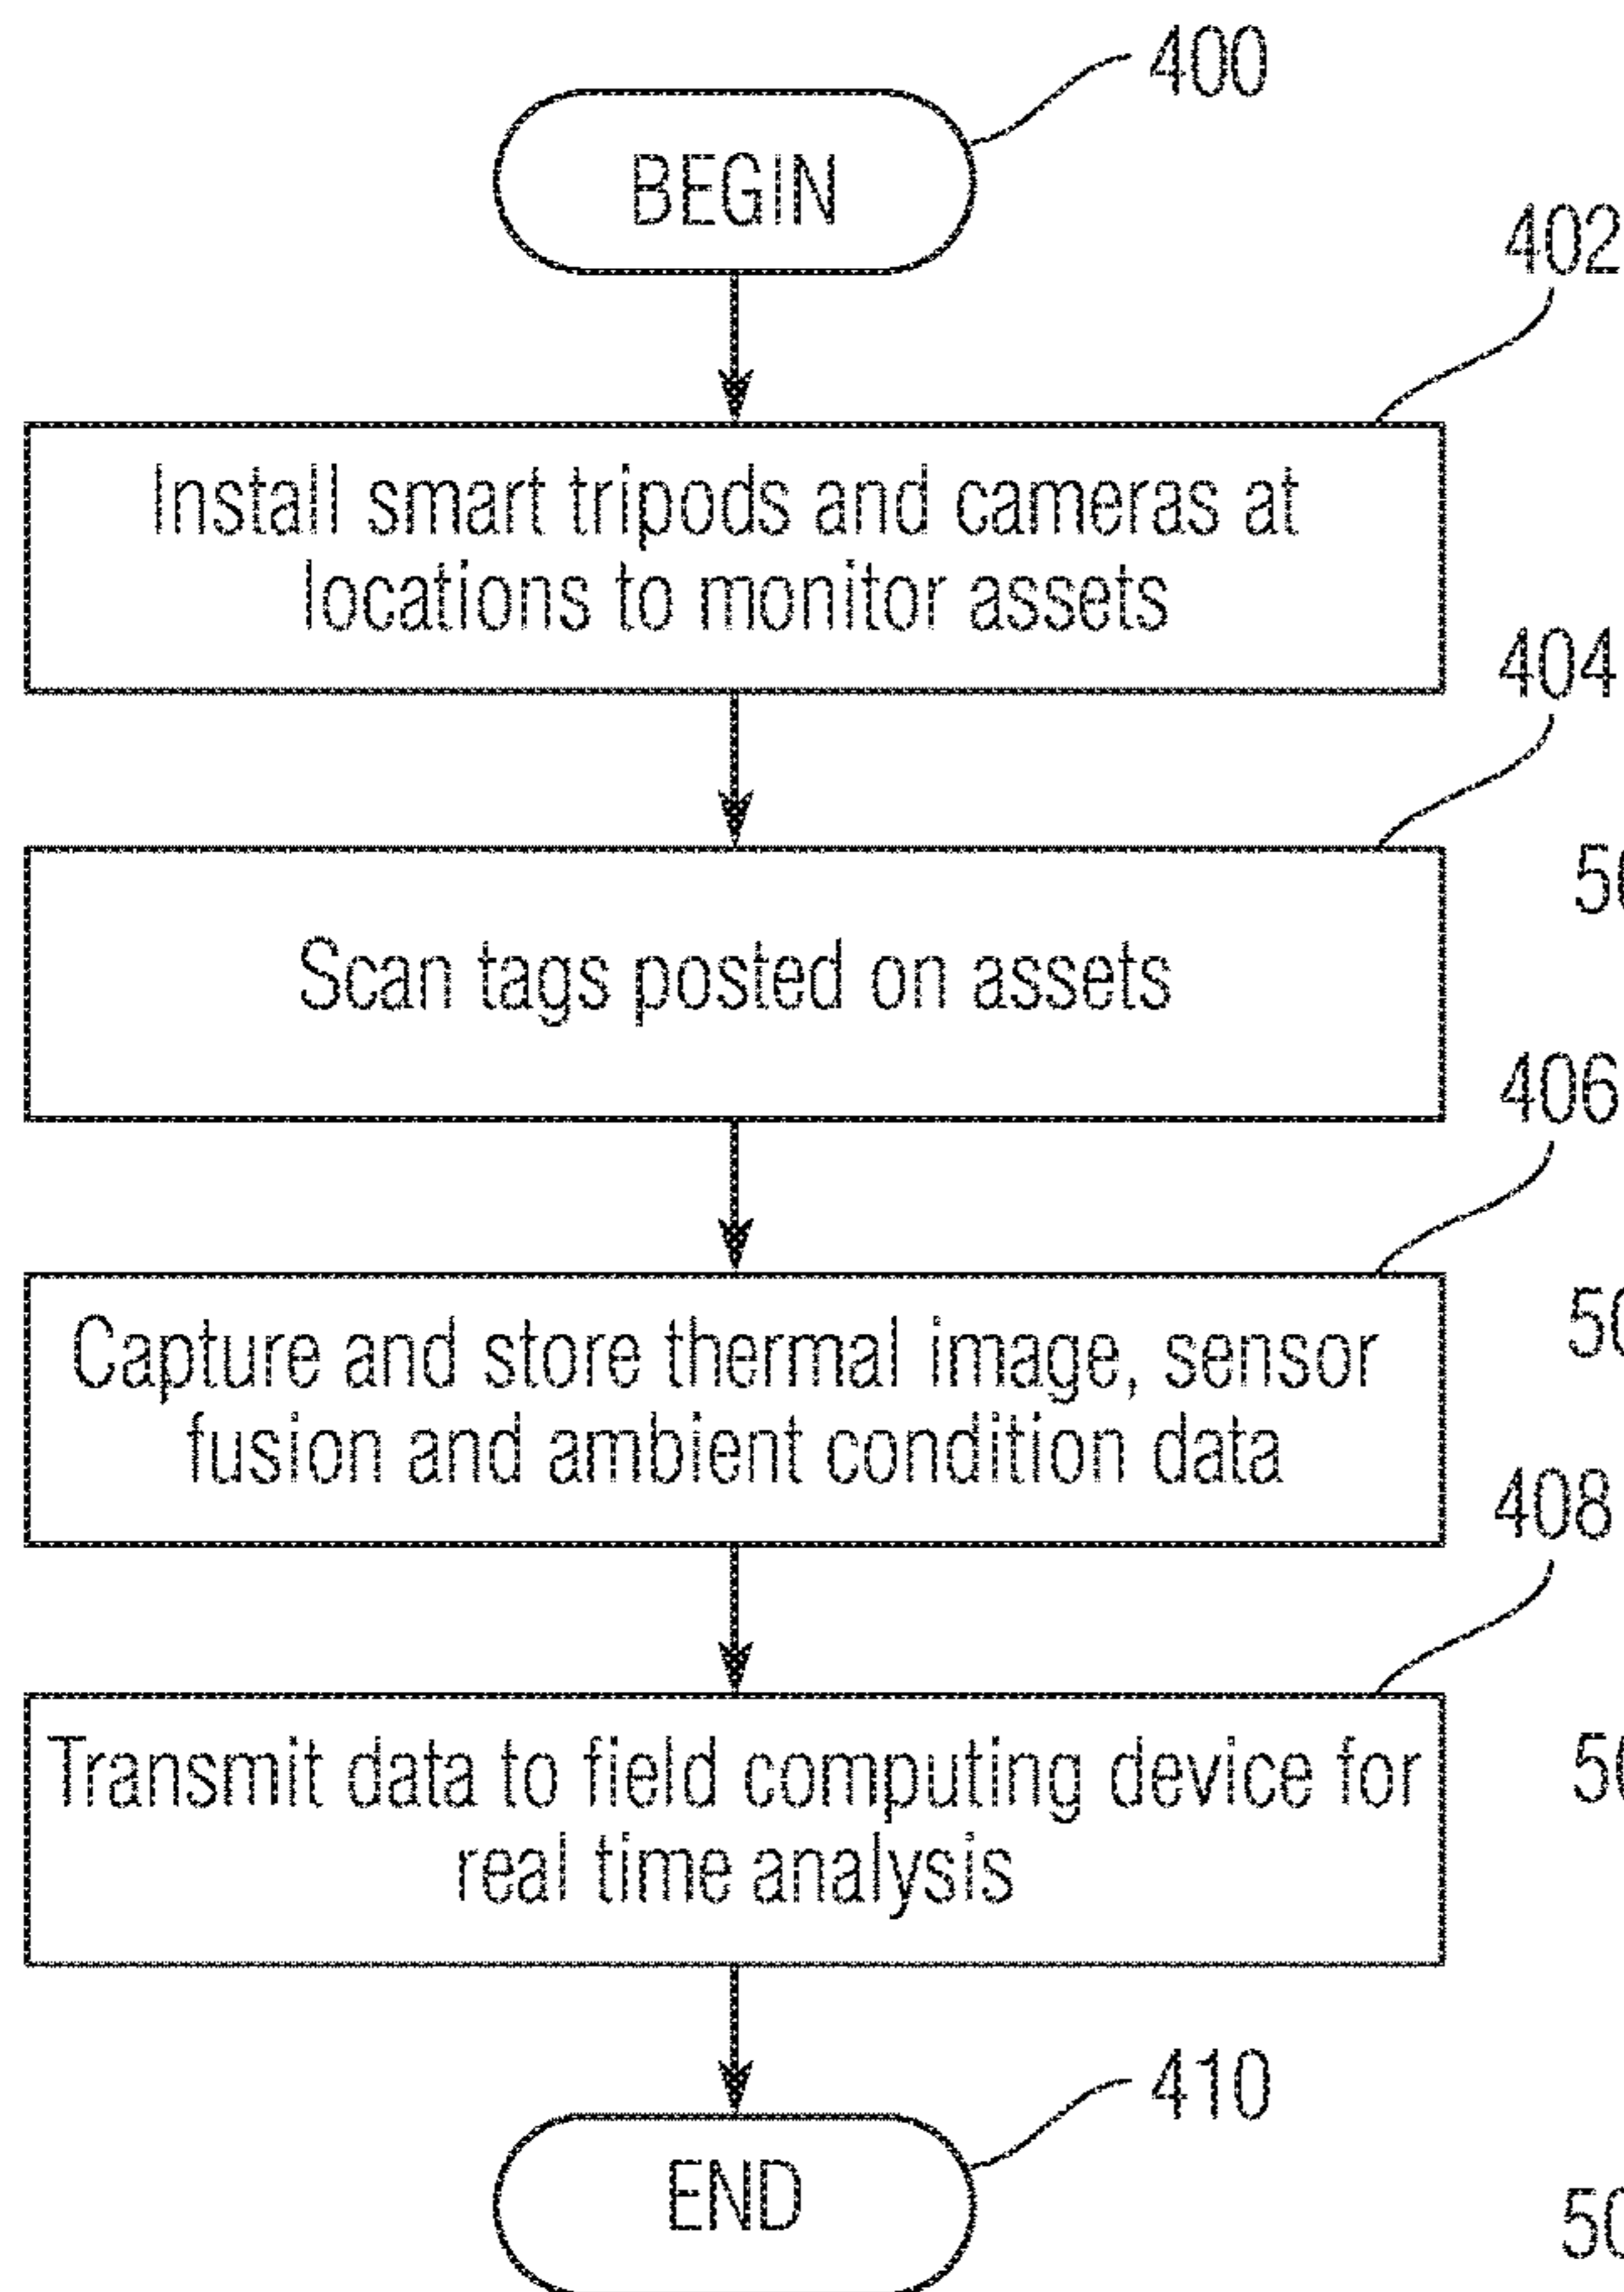 400
BEGIN
402
Install smart tripods and cameras at
locations to monitor assets
404
Scan tags posted on assets
406
Capture and store thermal image, sensor
fusion and ambient condition data
408
Transmit data to field computing device for
real time analysis
410
END